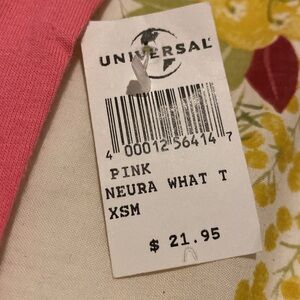 UNIVERSAL
4 00012 56414 7
PINK
NEURA WHAT T
XSM
$ 21.95